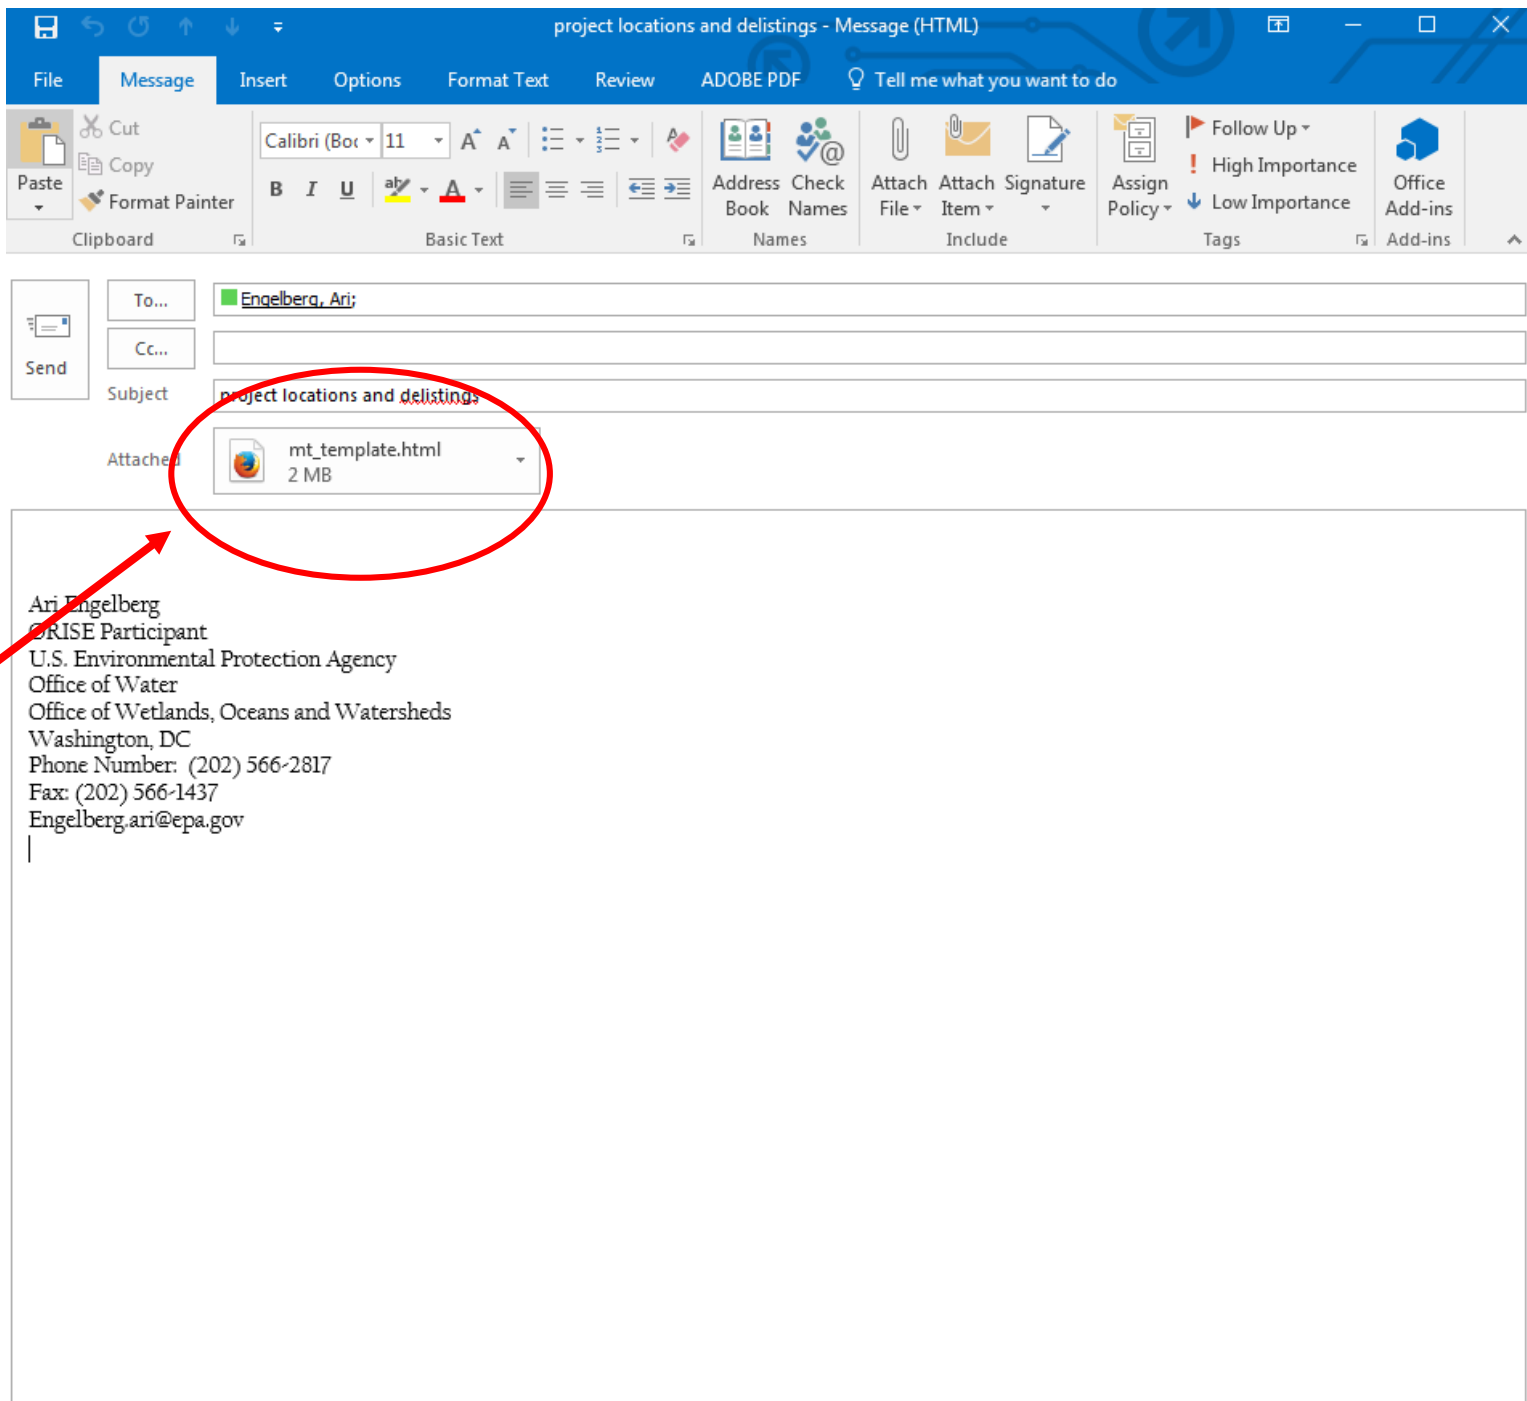 project locations and delistings - Message (HTML)
File Message Insert Options Format Text Review ADOBE PDF Tell me what you want to do
Paste
Cut
Copy
Format Painter
Clipboard
Calibri (Boc 11
B I U
Basic Text
Address Book
Check Names
Names
Attach File
Attach Item
Signature
Include
Assign Policy
Follow Up
High Importance
Low Importance
Tags
Office Add-ins
Add-ins
Send
To... Engelberg, Ari;
Cc...
Subject project locations and delistings
Attached mt_template.html
2 MB
Ari Engelberg
ORISE Participant
U.S. Environmental Protection Agency
Office of Water
Office of Wetlands, Oceans and Watersheds
Washington, DC
Phone Number: (202) 566-2817
Fax: (202) 566-1437
Engelberg.ari@epa.gov